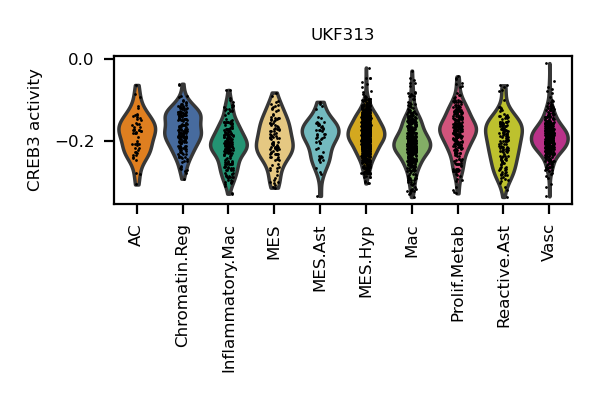 UKF313
CREB3 activity
0.0
−0.2
AC
Chromatin.Reg
Inflammatory.Mac
MES
MES.Ast
MES.Hyp
Mac
Prolif.Metab
Reactive.Ast
Vasc